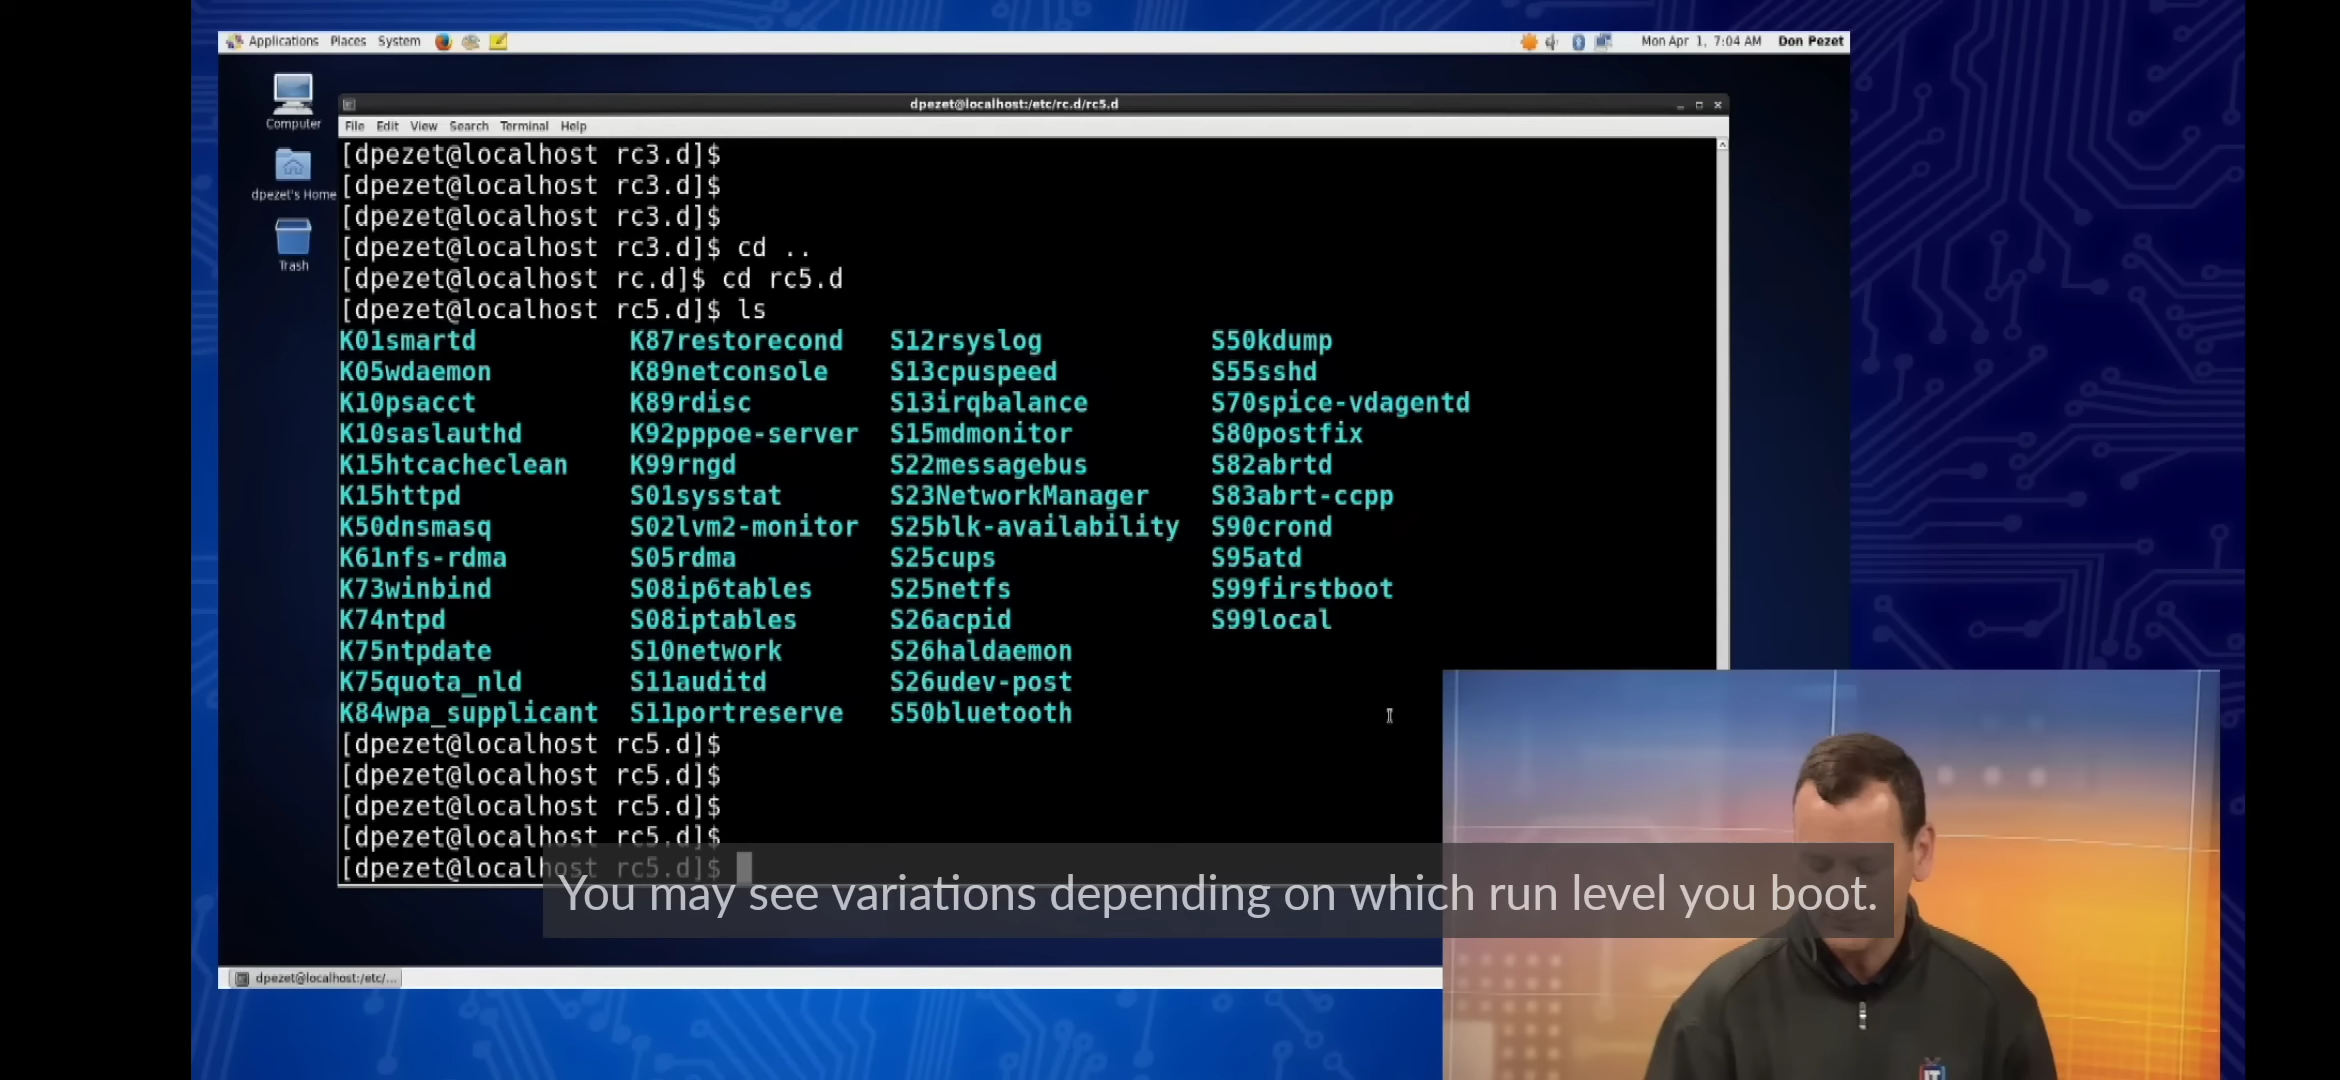 Applications Places System Mon Apr 1, 7:04 AM Don Pezet
Computer
dpezet's Home
Trash
dpezet@localhost:/etc/rc.d/rc5.d
File Edit View Search Terminal Help
[dpezet@localhost rc3.d]$
[dpezet@localhost rc3.d]$
[dpezet@localhost rc3.d]$
[dpezet@localhost rc3.d]$ cd ..
[dpezet@localhost rc.d]$ cd rc5.d
[dpezet@localhost rc5.d]$ ls
K01smartd K87restorecond S12rsyslog S50kdump
K05wdaemon K89netconsole S13cpuspeed S55sshd
K10psacct K89rdisc S13irqbalance S70spice-vdagentd
K10saslauthd K92pppoe-server S15mdmonitor S80postfix
K15htcacheclean K99rngd S22messagebus S82abrtd
K15httpd S01sysstat S23NetworkManager S83abrt-ccpp
K50dnsmasq S02lvm2-monitor S25blk-availability S90crond
K61nfs-rdma S05rdma S25cups S95atd
K73winbind S08ip6tables S25netfs S99firstboot
K74ntpd S08iptables S26acpid S99local
K75ntpdate S10network S26haldaemon
K75quota_nld S11auditd S26udev-post
K84wpa_supplicant S11portreserve S50bluetooth
[dpezet@localhost rc5.d]$
[dpezet@localhost rc5.d]$
[dpezet@localhost rc5.d]$
[dpezet@localhost rc5.d]$
[dpezet@localhost rc5.d]$
You may see variations depending on which run level you boot.
dpezet@localhost:/etc/...
IT